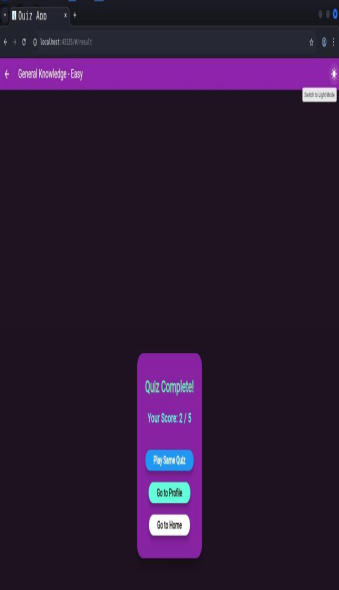 Quiz App
localhost:43335/#/result
General Knowledge - Easy
Switch to Light Mode
Quiz Complete!
Your Score: 2 / 5
Play Same Quiz
Go to Profile
Go to Home